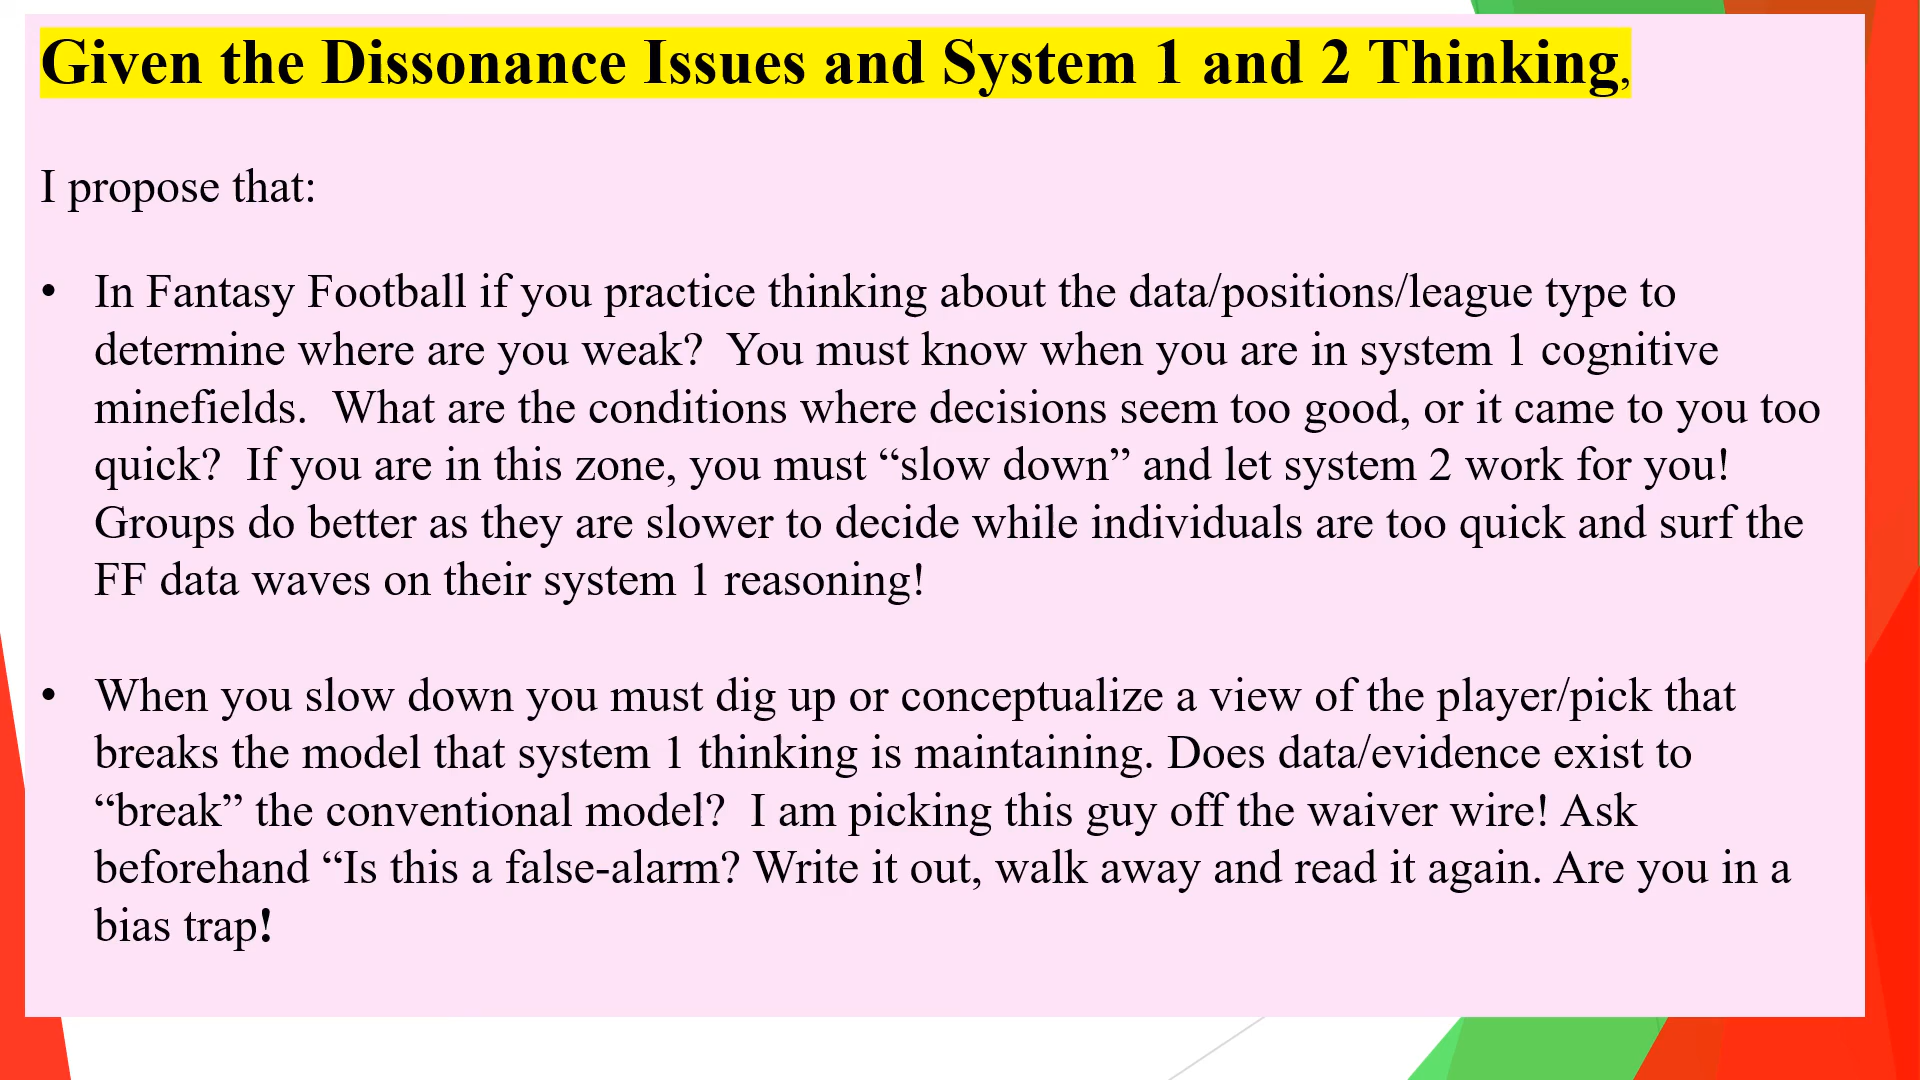 Given the Dissonance Issues and System 1 and 2 Thinking,
I propose that:
• In Fantasy Football if you practice thinking about the data/positions/league type to
determine where are you weak?  You must know when you are in system 1 cognitive
minefields.  What are the conditions where decisions seem too good, or it came to you too
quick?  If you are in this zone, you must “slow down” and let system 2 work for you!
Groups do better as they are slower to decide while individuals are too quick and surf the
FF data waves on their system 1 reasoning!
• When you slow down you must dig up or conceptualize a view of the player/pick that
breaks the model that system 1 thinking is maintaining. Does data/evidence exist to
“break” the conventional model?  I am picking this guy off the waiver wire! Ask
beforehand “Is this a false-alarm? Write it out, walk away and read it again. Are you in a
bias trap!